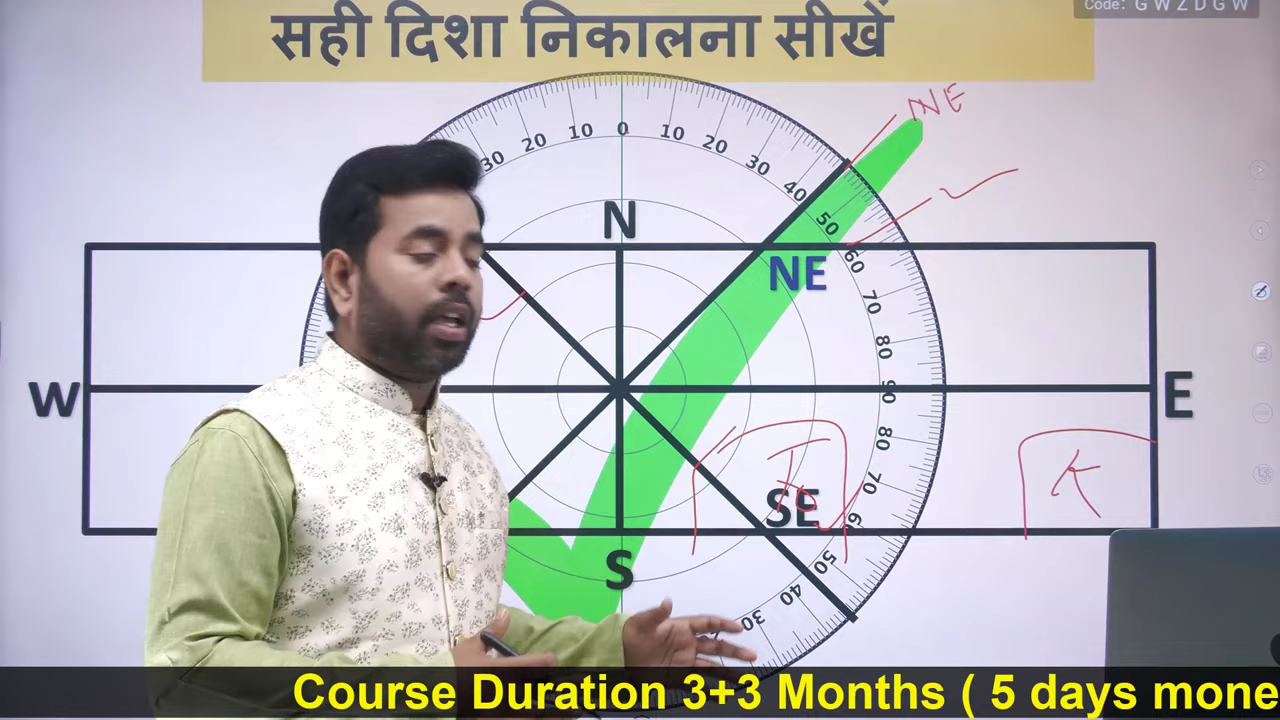 Code: G W Z D G W
सही दिशा निकालना सीखें
NE
30 20 10 0 10 20 30 40 50 60 70 80 90 80 70 60 50 40 30
N
NE
W
E
K
SE
S
Course Duration 3+3 Months ( 5 days mone